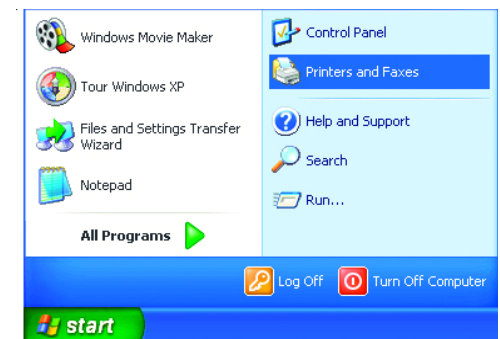 Windows Movie Maker
Tour Windows XP
Files and Settings Transfer
Wizard
Notepad
All Programs
Control Panel
Printers and Faxes
Help and Support
Search
Run...
Log Off
Turn Off Computer
start